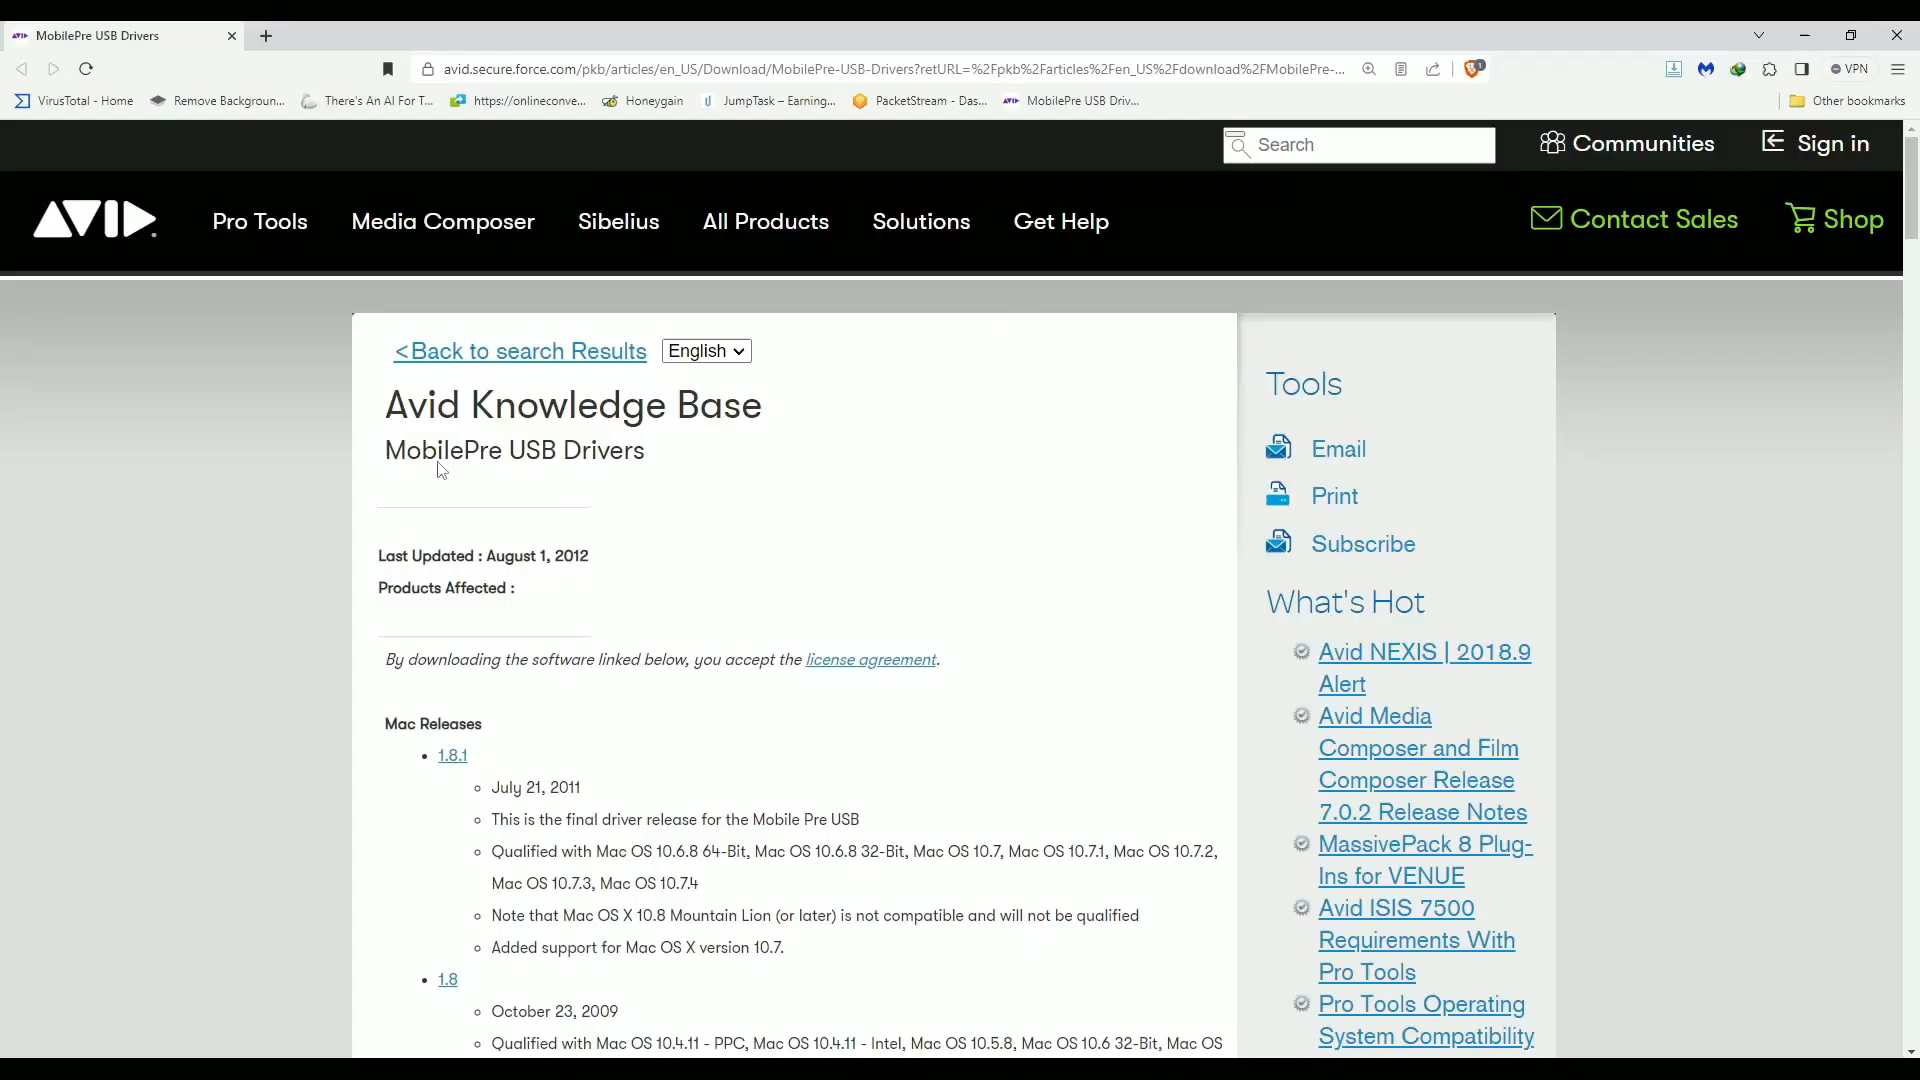 MobilePre USB Drivers
avid.secure.force.com/pkb/articles/en_US/Download/MobilePre-USB-Drivers?retURL=%2Fpkb%2Farticles%2Fen_US%2Fdownload%2FMobilePre-...
1
VPN
VirusTotal - Home
Remove Backgroun...
There's An AI For T...
https://onlineconve...
Honeygain
JumpTask – Earning...
PacketStream - Das...
MobilePre USB Driv...
Other bookmarks
Search
Communities
Sign in
AVID
Pro Tools
Media Composer
Sibelius
All Products
Solutions
Get Help
Contact Sales
Shop
<Back to search Results
English
Avid Knowledge Base
MobilePre USB Drivers
Last Updated : August 1, 2012
Products Affected :
By downloading the software linked below, you accept the license agreement.
Mac Releases
1.8.1
July 21, 2011
This is the final driver release for the Mobile Pre USB
Qualified with Mac OS 10.6.8 64-Bit, Mac OS 10.6.8 32-Bit, Mac OS 10.7, Mac OS 10.7.1, Mac OS 10.7.2,
Mac OS 10.7.3, Mac OS 10.7.4
Note that Mac OS X 10.8 Mountain Lion (or later) is not compatible and will not be qualified
Added support for Mac OS X version 10.7.
1.8
October 23, 2009
Qualified with Mac OS 10.4.11 - PPC, Mac OS 10.4.11 - Intel, Mac OS 10.5.8, Mac OS 10.6 32-Bit, Mac OS
Tools
Email
Print
Subscribe
What's Hot
Avid NEXIS | 2018.9
Alert
Avid Media
Composer and Film
Composer Release
7.0.2 Release Notes
MassivePack 8 Plug-
Ins for VENUE
Avid ISIS 7500
Requirements With
Pro Tools
Pro Tools Operating
System Compatibility